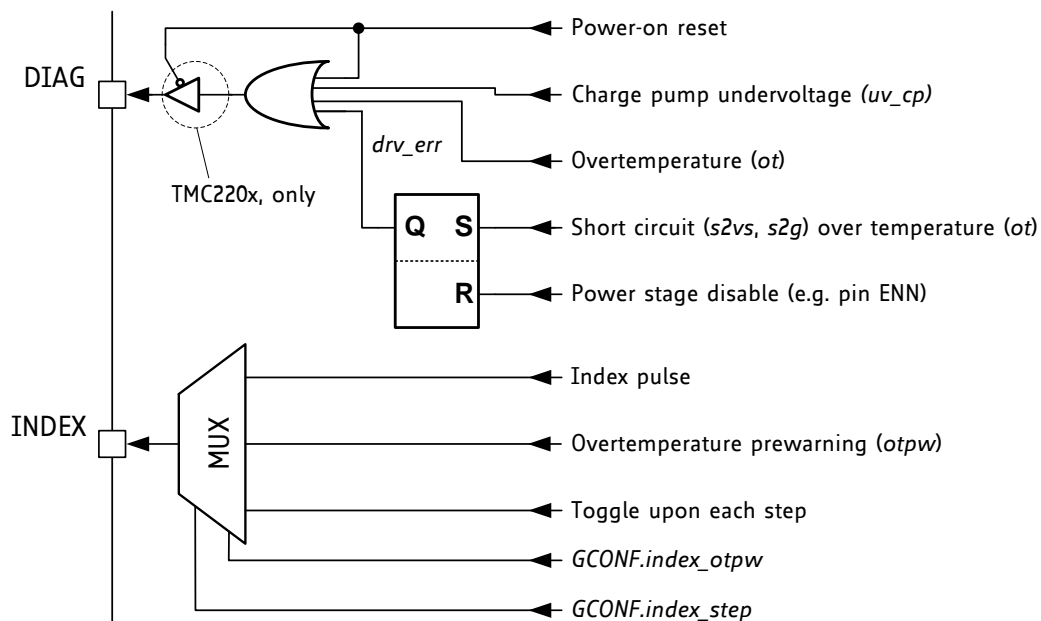 Power-on reset
DIAG
Charge pump undervoltage (uv_cp)
drv_err
Overtemperature (ot)
TMC220x, only
Q S
Short circuit (s2vs, s2g) over temperature (ot)
R
Power stage disable (e.g. pin ENN)
Index pulse
INDEX
MUX
Overtemperature prewarning (otpw)
Toggle upon each step
GCONF.index_otpw
GCONF.index_step